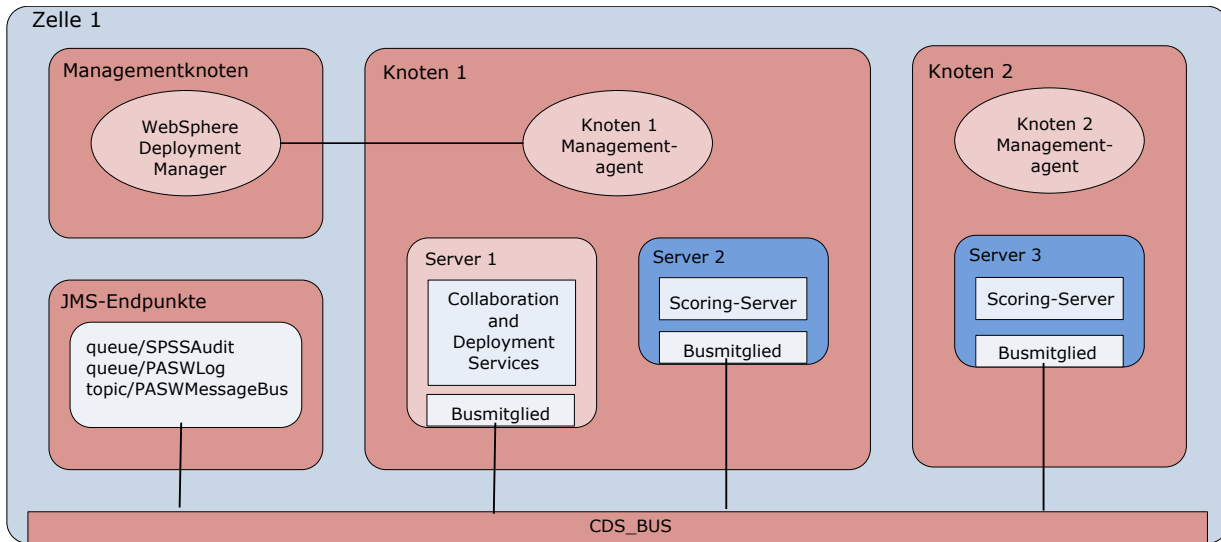 Zelle 1
Managementknoten
WebSphere
Deployment
Manager
JMS-Endpunkte
queue/SPSSAudit
queue/PASWLog
topic/PASWMessageBus
Knoten 1
Knoten 1
Management-
agent
Server 1
Collaboration
and
Deployment
Services
Busmitglied
Server 2
Scoring-Server
Busmitglied
Knoten 2
Knoten 2
Management-
agent
Server 3
Scoring-Server
Busmitglied
CDS_BUS